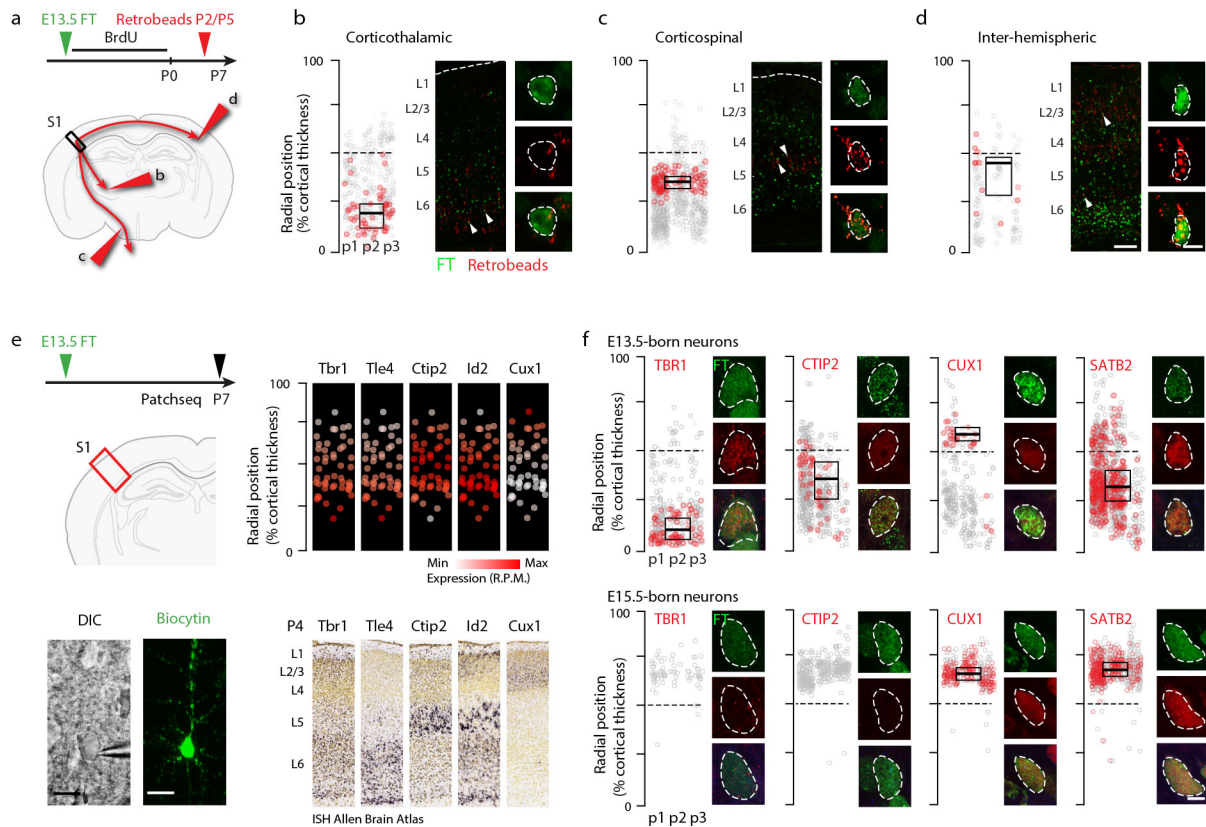 a
E13.5 FT
Retrobeads P2/P5
BrdU
P0
P7
S1
d
b
c
b
Corticothalamic
Radial position
(% cortical thickness)
100
0
p1 p2 p3
L1
L2/3
L4
L5
L6
FT
Retrobeads
c
Corticospinal
100
0
L1
L2/3
L4
L5
L6
d
Inter-hemispheric
100
0
L1
L2/3
L4
L5
L6
e
E13.5 FT
Patchseq
P7
S1
Radial position
(% cortical thickness)
100
0
Tbr1 Tle4 Ctip2 Id2 Cux1
Min Max
Expression (R.P.M.)
DIC
Biocytin
P4 Tbr1 Tle4 Ctip2 Id2 Cux1
L1
L2/3
L4
L5
L6
ISH Allen Brain Atlas
f
E13.5-born neurons
Radial position
(% cortical thickness)
100
0
TBR1
FT
CTIP2
CUX1
SATB2
p1 p2 p3
E15.5-born neurons
Radial position
(% cortical thickness)
100
0
TBR1
FT
CTIP2
CUX1
SATB2
p1 p2 p3